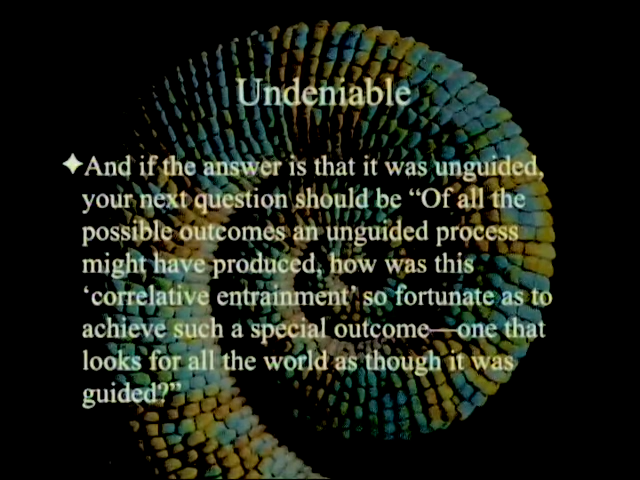 Undeniable
✦And if the answer is that it was unguided,
your next question should be “Of all the
possible outcomes an unguided process
might have produced, how was this
‘correlative entrainment’ so fortunate as to
achieve such a special outcome—one that
looks for all the world as though it was
guided?”